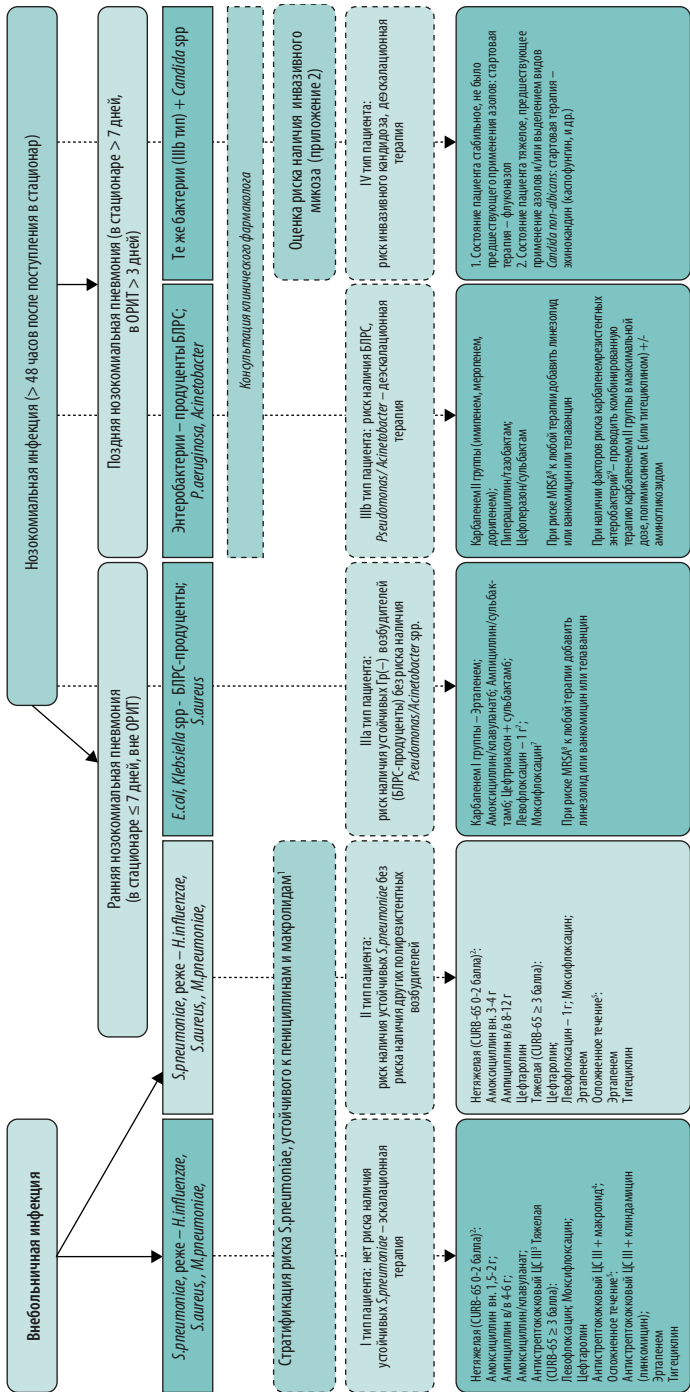 Внебольничная инфекция
Нозокомиальная инфекция (> 48 часов после поступления в стационар)
Ранняя нозокомиальная пневмония
(в стационаре ≤ 7 дней, вне ОРИТ)
Поздняя нозокомиальная пневмония (в стационаре > 7 дней,
в ОРИТ > 3 дней)
S.pneumoniae, реже – H.influenzae,
S.aureus, , M.pneumoniae,
S.pneumoniae, реже – H.influenzae,
S.aureus, , M.pneumoniae,
E.coli, Klebsiella spp - БЛРС-продуценты;
S.aureus
Энтеробактерии – продуценты БЛРС;
P.aeruginosa, Acinetobacter
Те же бактерии (IIIb тип) + Candida spp
Консультация клинического фармаколога
Стратификация риска S.pneumoniae, устойчивого к пенициллинам и макролидам¹
Оценка риска наличия инвазивного
микоза (приложение 2)
I тип пациента: нет риска наличия
устойчивых S.pneumoniae – эскалационная
терапия
II тип пациента:
риск наличия устойчивых S.pneumoniae без
риска наличия других полирезистентных
возбудителей
IIIa тип пациента:
риск наличия устойчивых Гр(–) возбудителей
(БЛРС-продуценты) без риска наличия
Pseudomonas/Acinetobacter spp.
IIIb тип пациента; риск наличия БЛРС,
Pseudomonas/ Acinetobacter – деэскалационная
терапия
IV тип пациента:
риск инвазивного кандидоза, деэскалационная
терапия
Нетяжелая (CURB-65 0-2 балла)²:
Амоксициллин вн. 1,5-2 г;
Ампициллин в/в 4-6 г;
Амоксициллин/клавуланат;
Антистрептококковый ЦС III³ Тяжелая
(CURB-65 ≥ 3 балла):
Левофлоксацин; Моксифлоксацин;
Цефтаролин
Антистрептококковый ЦС III + макролид⁴;
Осложненное течение⁵:
Антистрептококковый ЦС III + клиндамицин
(линкомицин);
Эртапенем
Тигециклин
Нетяжелая (CURB-65 0-2 балла)²:
Амоксициллин вн. 3-4 г
Ампициллин в/в 8-12 г
Цефтаролин
Тяжелая (CURB-65 ≥ 3 балла):
Цефтаролин;
Левофлоксацин – 1 г; Моксифлоксацин;
Эртапенем
Осложненное течение⁵:
Эртапенем
Тигециклин
Карбапенем I группы – Эртапенем;
Амоксициллин/клавуланат6; Ампициллин/сульбак-
там6; Цефтриаксон + сульбактам6;
Левофлоксацин – 1 г⁷;
Моксифлоксацин⁷
При риске MRSA⁸ к любой терапии добавить
линезолид или ванкомицин или телаванцин
Карбапенем II группы (имипенем, меропенем,
дорипенем);
Пиперациллин/тазобактам;
Цефоперазон/сульбактам
При риске MRSA⁸ к любой терапии добавить линезолид
или ванкомицин или телаванцин
При наличии факторов риска карбапенемрезистентных
энтеробактерий⁹ – проводить комбинированную
терапию карбапенемом II группы в максимальной
дозе, полимиксином Е (или тигециклином) +/-
аминогликозидом
1. Состояние пациента стабильное, не было
предшествующего применения азолов: стартовая
терапия – флуконазол
2. Состояние пациента тяжелое, предшествующее
применение азолов и/или выделением видов
Candida non-albicans: стартовая терапия –
эхинокандин (каспофунгин, и др.)